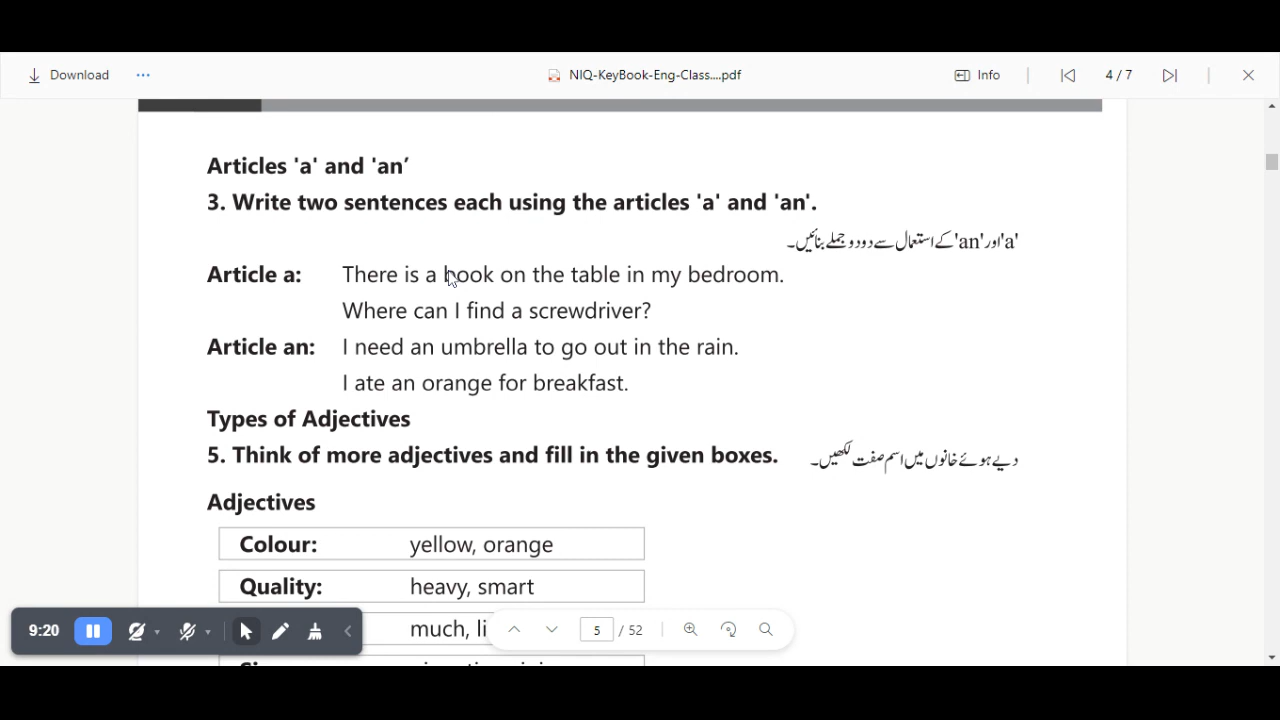 Download
NIQ-KeyBook-Eng-Class....pdf
Info
4 / 7
Articles 'a' and 'an’
3. Write two sentences each using the articles 'a' and 'an'.
'a' اور 'an' کے استعمال سے دو دو جملے بنائیں۔
Article a: There is a book on the table in my bedroom.
Where can I find a screwdriver?
Article an: I need an umbrella to go out in the rain.
I ate an orange for breakfast.
Types of Adjectives
5. Think of more adjectives and fill in the given boxes. دیے ہوئے خانوں میں اسم صفت لکھیں۔
Adjectives
Colour: yellow, orange
Quality: heavy, smart
much,
9:20
5 / 52